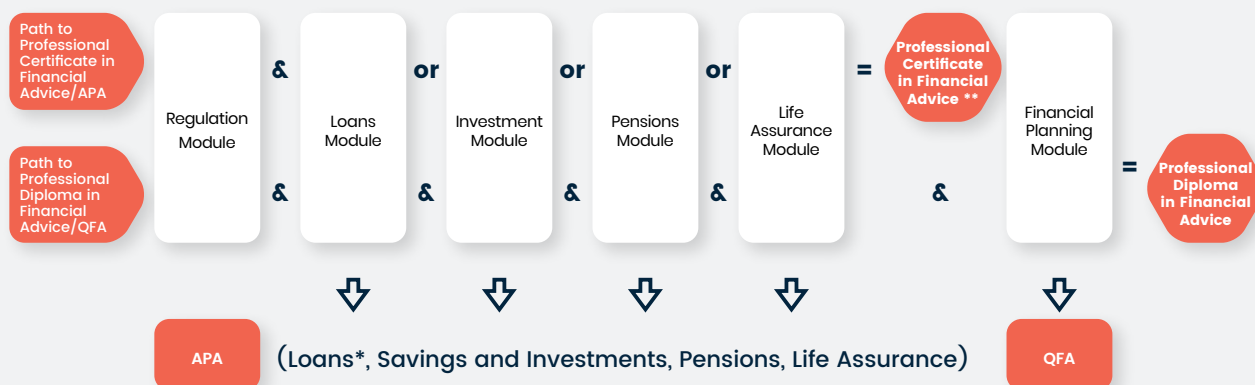 Path to
Professional
Certificate in
Financial
Advice/APA
Regulation
Module
&
Loans
Module
or
Investment
Module
or
Pensions
Module
or
Life
Assurance
Module
=
Professional
Certificate
in Financial
Advice **
Financial
Planning
Module
Path to
Professional
Diploma in
Financial
Advice/QFA
&
&
&
&
&
=
Professional
Diploma
in Financial
Advice
APA
(Loans*, Savings and Investments, Pensions, Life Assurance)
QFA